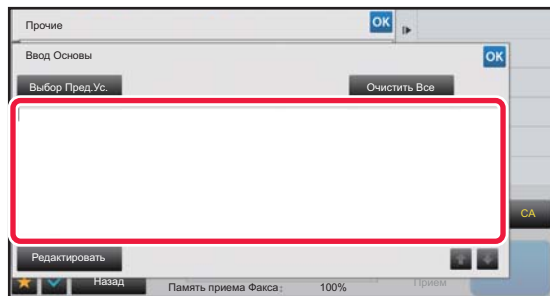 Прочие OK
Ввод Основы OK
Выбор Пред.Ус. Очистить Все
CA
Редактировать
Назад Память приема Факса: 100% Прием